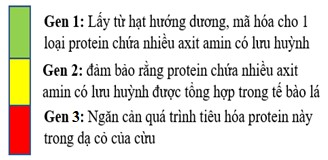 Gen 1: Lấy từ hạt hướng dương, mã hóa cho 1
loại protein chứa nhiều axit amin có lưu huỳnh
Gen 2: đảm bảo rằng protein chứa nhiều axit
amin có lưu huỳnh được tổng hợp trong tế bào lá
Gen 3: Ngăn cản quá trình tiêu hóa protein này
trong dạ cỏ của cừu